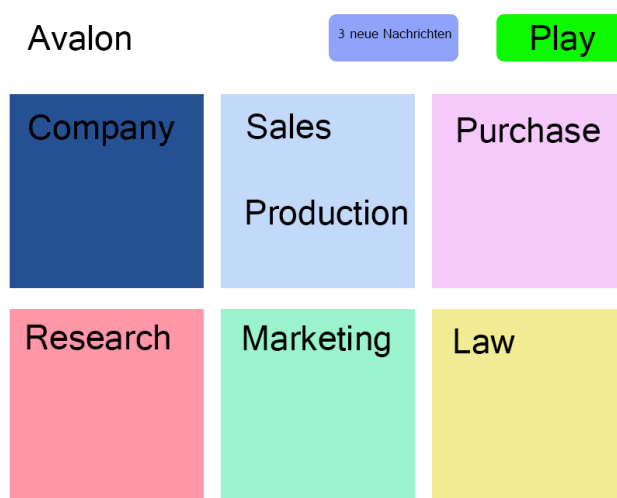 Avalon
3 neue Nachrichten
Play
Company
Sales
Purchase
Production
Research
Marketing
Law